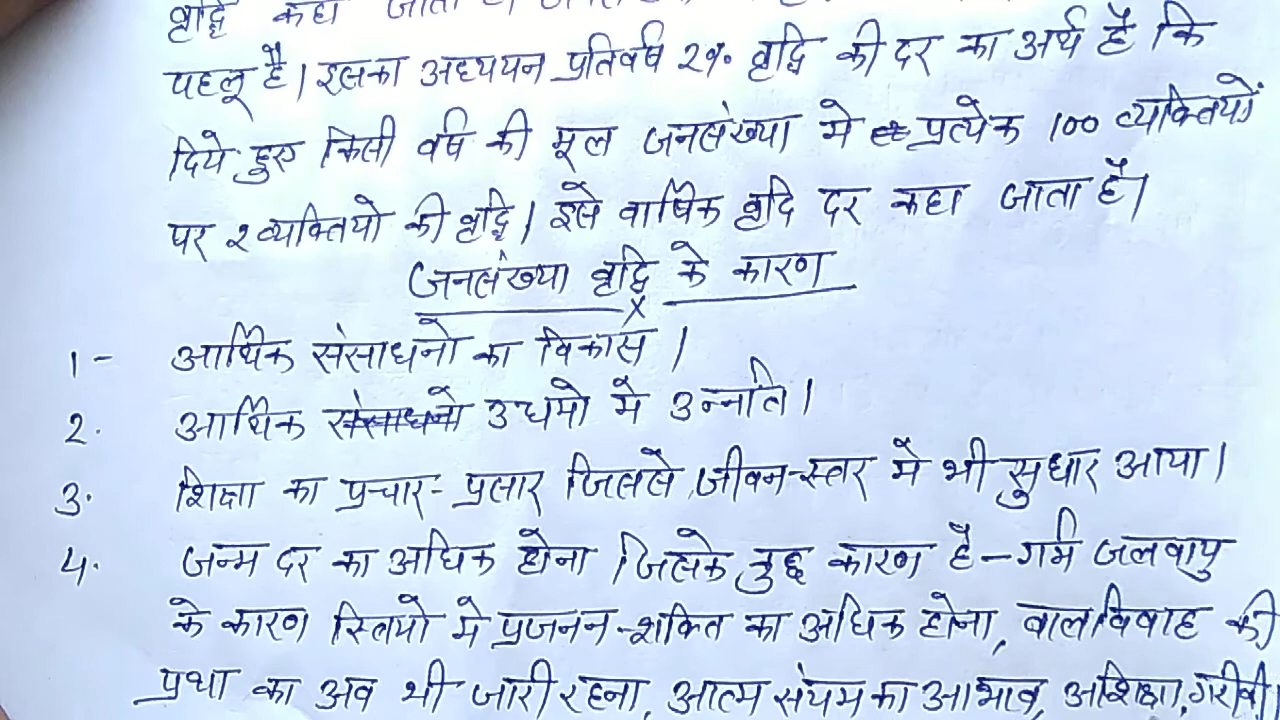 वृद्धि कहा जाता
पहलू है। इसका अध्ययन प्रतिवर्ष 2% वृद्धि की दर का अर्थ है कि
दिये हुए किसी वर्ष की मूल जनसंख्या मे प्रत्येक 100 व्यक्तियों
पर 2 व्यक्तियो की वृद्धि। इसे वार्षिक वृदि दर कहा जाता है।
जनसंख्या वृद्धि के कारण
x
1- आर्थिक संसाधनो का विकास।
2. आर्थिक संसाधनो उधमो मे उन्नति।
3. शिक्षा का प्रचार-प्रसार जिससे जीवन-स्तर मे भी सुधार आया।
4. जन्म दर का अधिक होना जिसके कुछ कारण है - गर्म जलवायु
के कारण स्तियो मे प्रजनन-शक्ति का अधिक होना, बालविवाह की
प्रथा का अब भी जारी रहना, आत्म संयम का आभाव, अशिक्षा, गरीबी।